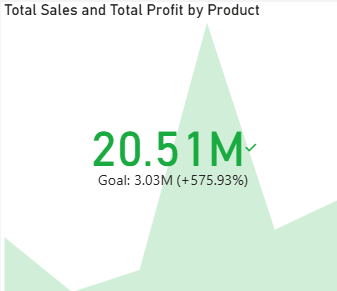 Total Sales and Total Profit by Product
20.51M✓
Goal: 3.03M (+575.93%)